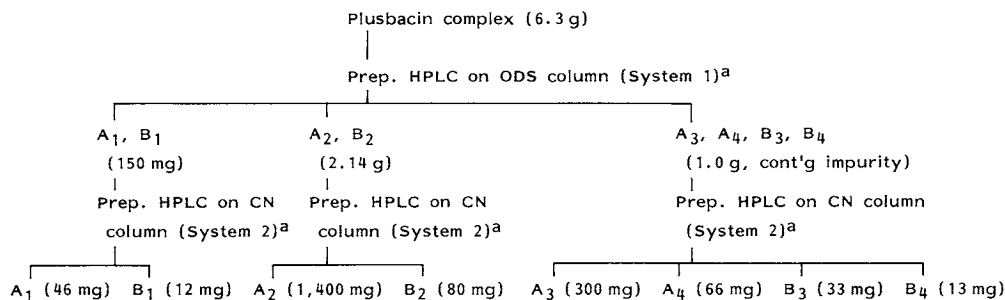 Plusbacin complex (6.3 g)
Prep. HPLC on ODS column (System 1)a
A1, B1
(150 mg)
Prep. HPLC on CN
column (System 2)a
A2, B2
(2.14 g)
Prep. HPLC on CN
column (System 2)a
A3, A4, B3, B4
(1.0 g, cont'g impurity)
Prep. HPLC on CN column
(System 2)a
A1 (46 mg) B1 (12 mg) A2 (1,400 mg) B2 (80 mg) A3 (300 mg) A4 (66 mg) B3 (33 mg) B4 (13 mg)